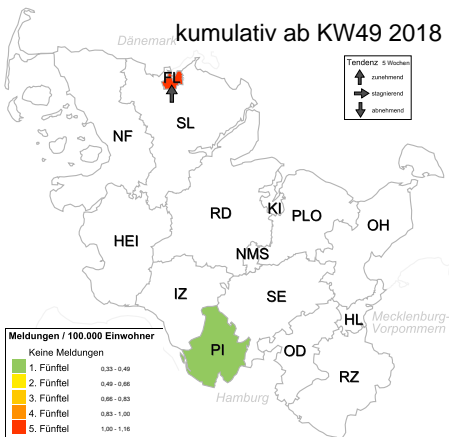 kumulativ ab KW49 2018
Dänemark
Tendenz 5 Wochen
zunehmend
stagnierend
abnehmend
FL
SL
NF
RD
KI
PLO
OH
HEI
NMS
IZ
SE
HL
Mecklenburg-
Vorpommern
PI
OD
RZ
Hamburg
Meldungen / 100.000 Einwohner
Keine Meldungen
1. Fünftel 0,33 - 0,49
2. Fünftel 0,49 - 0,66
3. Fünftel 0,66 - 0,83
4. Fünftel 0,83 - 1,00
5. Fünftel 1,00 - 1,16